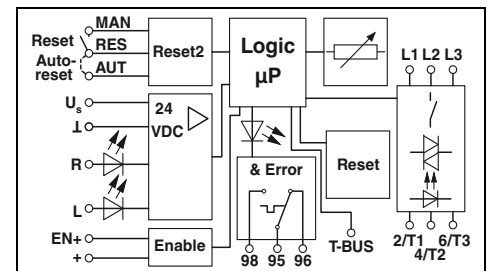 MAN
Reset
RES
Auto-
reset
AUT
Reset2
Logic
µP
L1 L2 L3
Us
⊥
24
VDC
R
L
& Error
Reset
EN+
+
Enable
98 95 96
T-BUS
2/T1
4/T2
6/T3